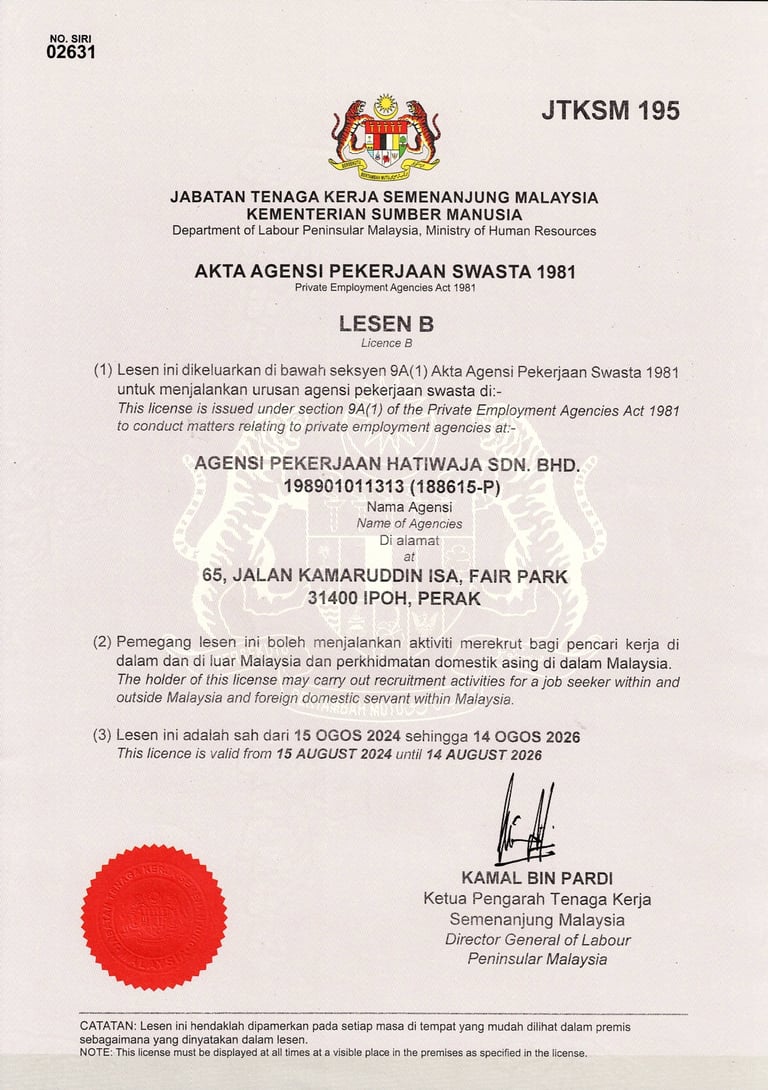 NO. SIRI
02631
JTKSM 195
JABATAN TENAGA KERJA SEMENANJUNG MALAYSIA
KEMENTERIAN SUMBER MANUSIA
Department of Labour Peninsular Malaysia, Ministry of Human Resources
AKTA AGENSI PEKERJAAN SWASTA 1981
Private Employment Agencies Act 1981
LESEN B
Licence B
(1) Lesen ini dikeluarkan di bawah seksyen 9A(1) Akta Agensi Pekerjaan Swasta 1981
untuk menjalankan urusan agensi pekerjaan swasta di:-
This license is issued under section 9A(1) of the Private Employment Agencies Act 1981
to conduct matters relating to private employment agencies at:-
AGENSI PEKERJAAN HATIWAJA SDN. BHD.
198901011313 (188615-P)
Nama Agensi
Name of Agencies
Di alamat
at
65, JALAN KAMARUDDIN ISA, FAIR PARK
31400 IPOH, PERAK
(2) Pemegang lesen ini boleh menjalankan aktiviti merekrut bagi pencari kerja di
dalam dan di luar Malaysia dan perkhidmatan domestik asing di dalam Malaysia.
The holder of this license may carry out recruitment activities for a job seeker within and
outside Malaysia and foreign domestic servant within Malaysia.
(3) Lesen ini adalah sah dari 15 OGOS 2024 sehingga 14 OGOS 2026
This licence is valid from 15 AUGUST 2024 until 14 AUGUST 2026
KAMAL BIN PARDI
Ketua Pengarah Tenaga Kerja
Semenanjung Malaysia
Director General of Labour
Peninsular Malaysia
CATATAN: Lesen ini hendaklah dipamerkan pada setiap masa di tempat yang mudah dilihat dalam premis
sebagaimana yang dinyatakan dalam lesen.
NOTE: This license must be displayed at all times at a visible place in the premises as specified in the license.